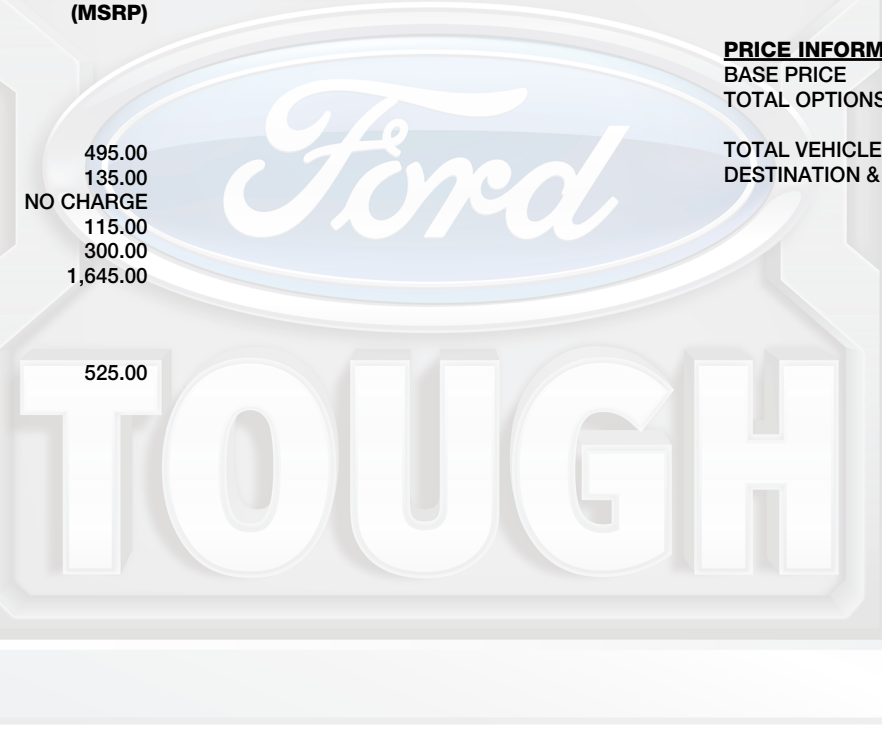 (MSRP)
495.00
135.00
NO CHARGE
115.00
300.00
1,645.00
525.00
PRICE INFORM
BASE PRICE
TOTAL OPTIONS
TOTAL VEHICLE
DESTINATION &
Ford
TOUGH